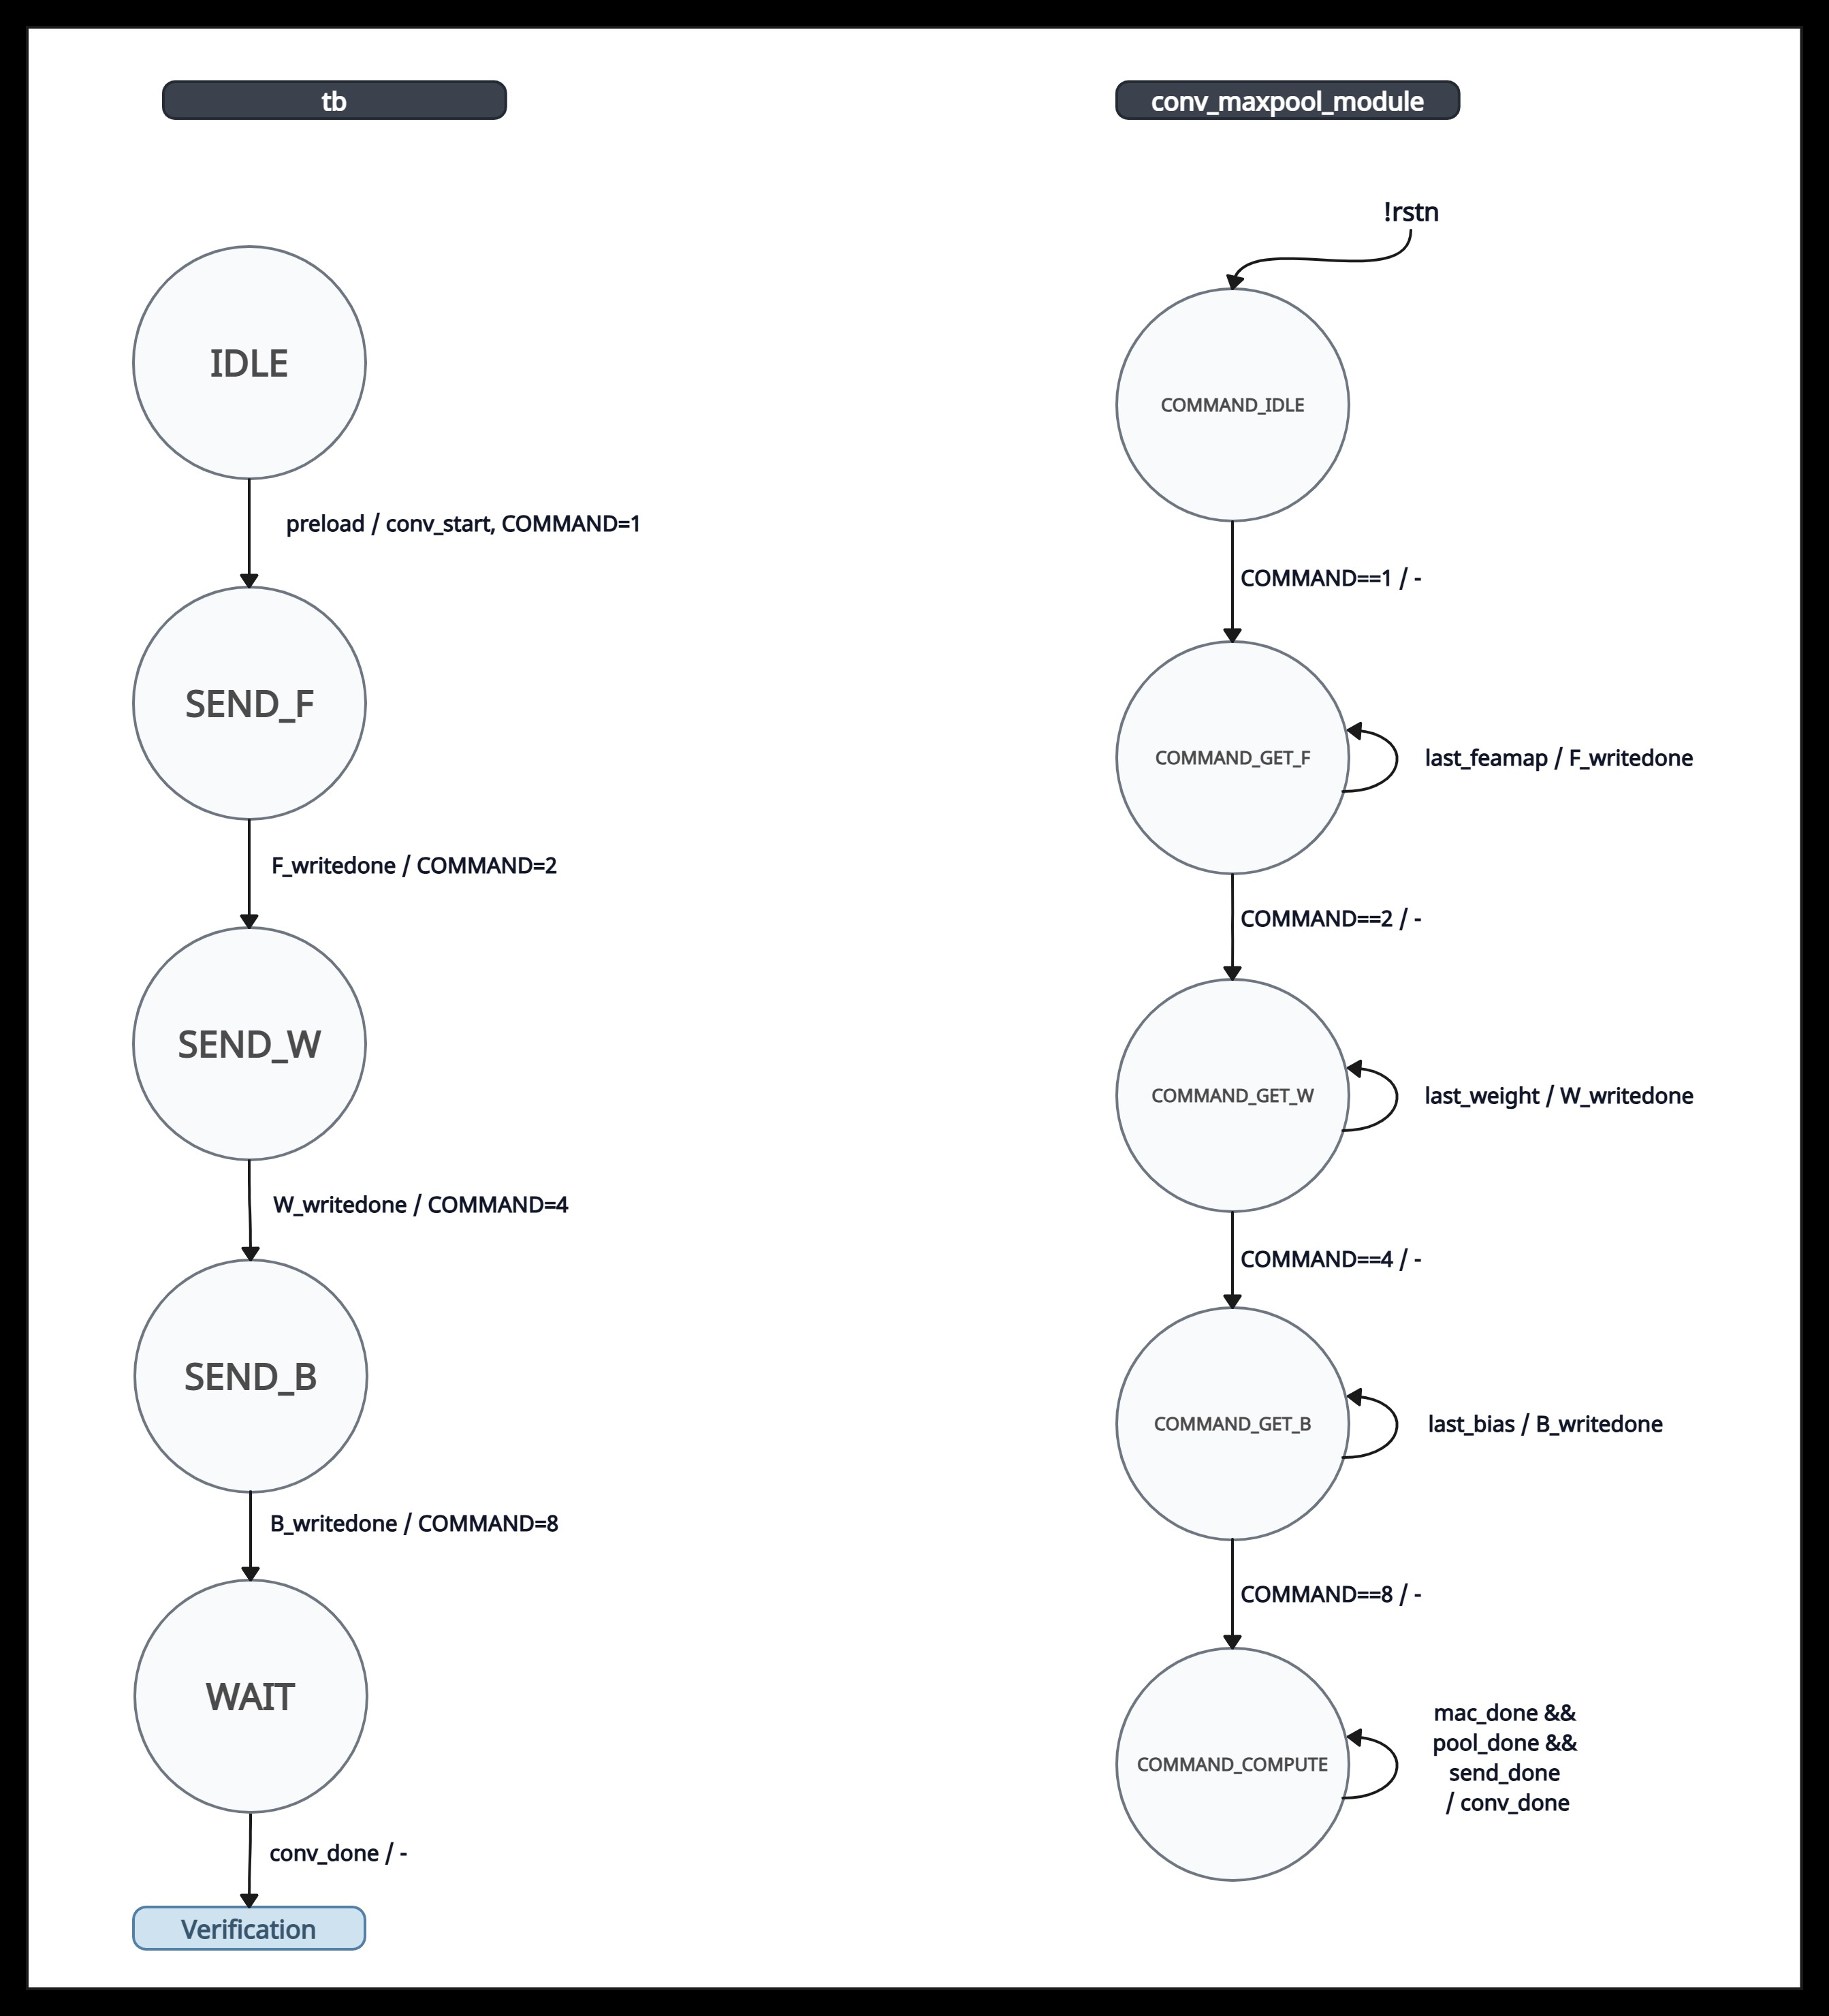 tb
IDLE
preload / conv_start, COMMAND=1
SEND_F
F_writedone / COMMAND=2
SEND_W
W_writedone / COMMAND=4
SEND_B
B_writedone / COMMAND=8
WAIT
conv_done / -
Verification
conv_maxpool_module
!rstn
COMMAND_IDLE
COMMAND==1 / -
COMMAND_GET_F
last_feamap / F_writedone
COMMAND==2 / -
COMMAND_GET_W
last_weight / W_writedone
COMMAND==4 / -
COMMAND_GET_B
last_bias / B_writedone
COMMAND==8 / -
COMMAND_COMPUTE
mac_done &&
pool_done &&
send_done
/ conv_done